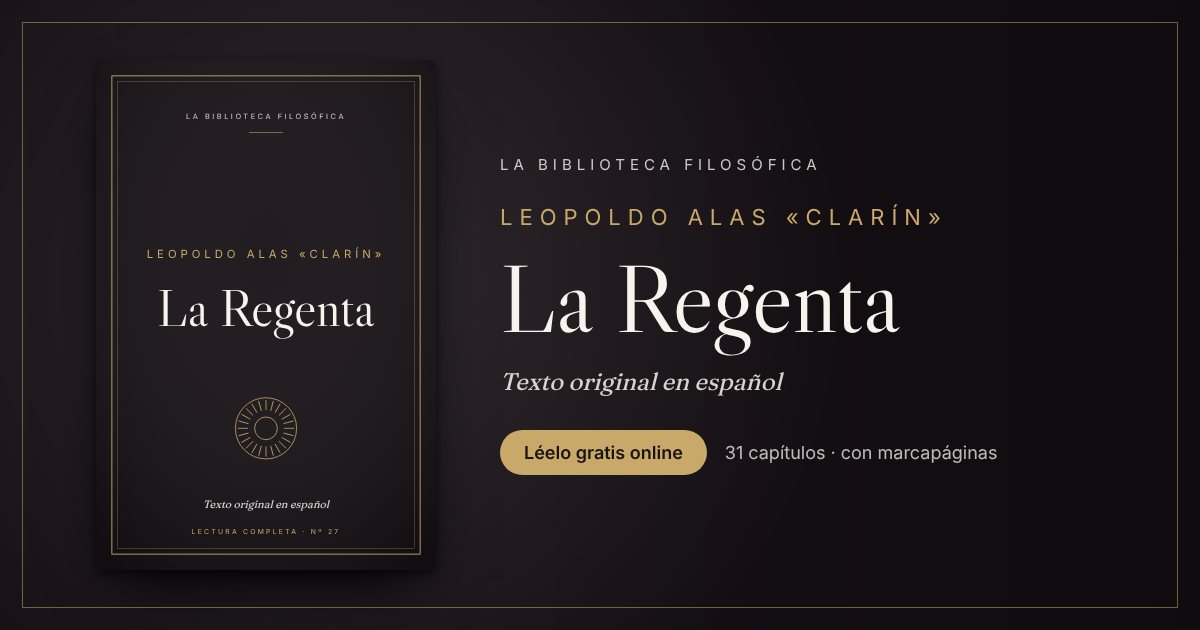 LA BIBLIOTECA FILOSÓFICA
LEOPOLDO ALAS «CLARÍN»
La Regenta
Texto original en español
LECTURA COMPLETA · Nº 27
LA BIBLIOTECA FILOSÓFICA
LEOPOLDO ALAS «CLARÍN»
La Regenta
Texto original en español
Léelo gratis online
31 capítulos · con marcapáginas